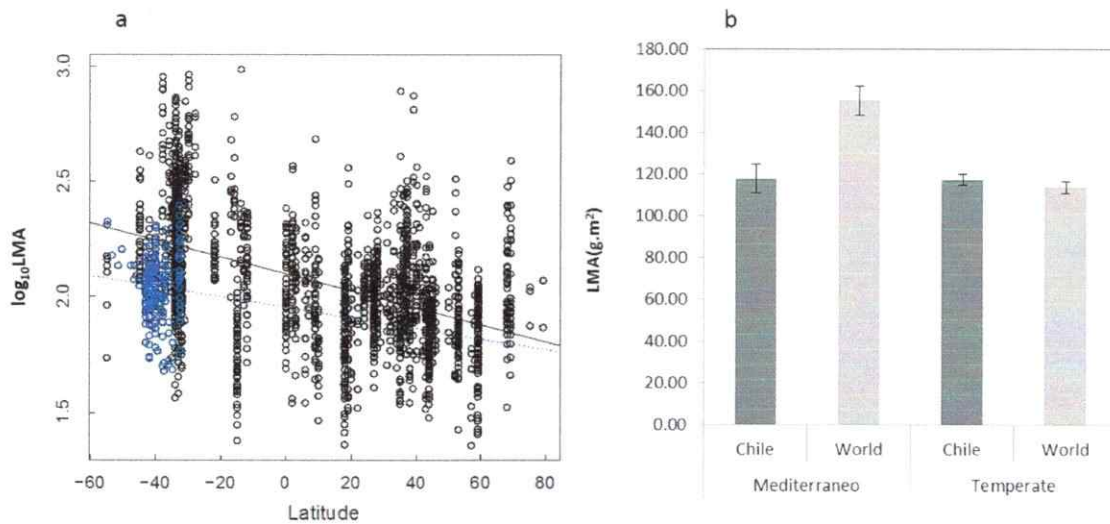 a
log10LMA
3.0
2.5
2.0
1.5
−60 −40 −20 0 20 40 60 80
Latitude
b
LMA(g.m²)
180.00
160.00
140.00
120.00
100.00
80.00
60.00
40.00
20.00
0.00
Chile World Chile World
Mediterraneo Temperate